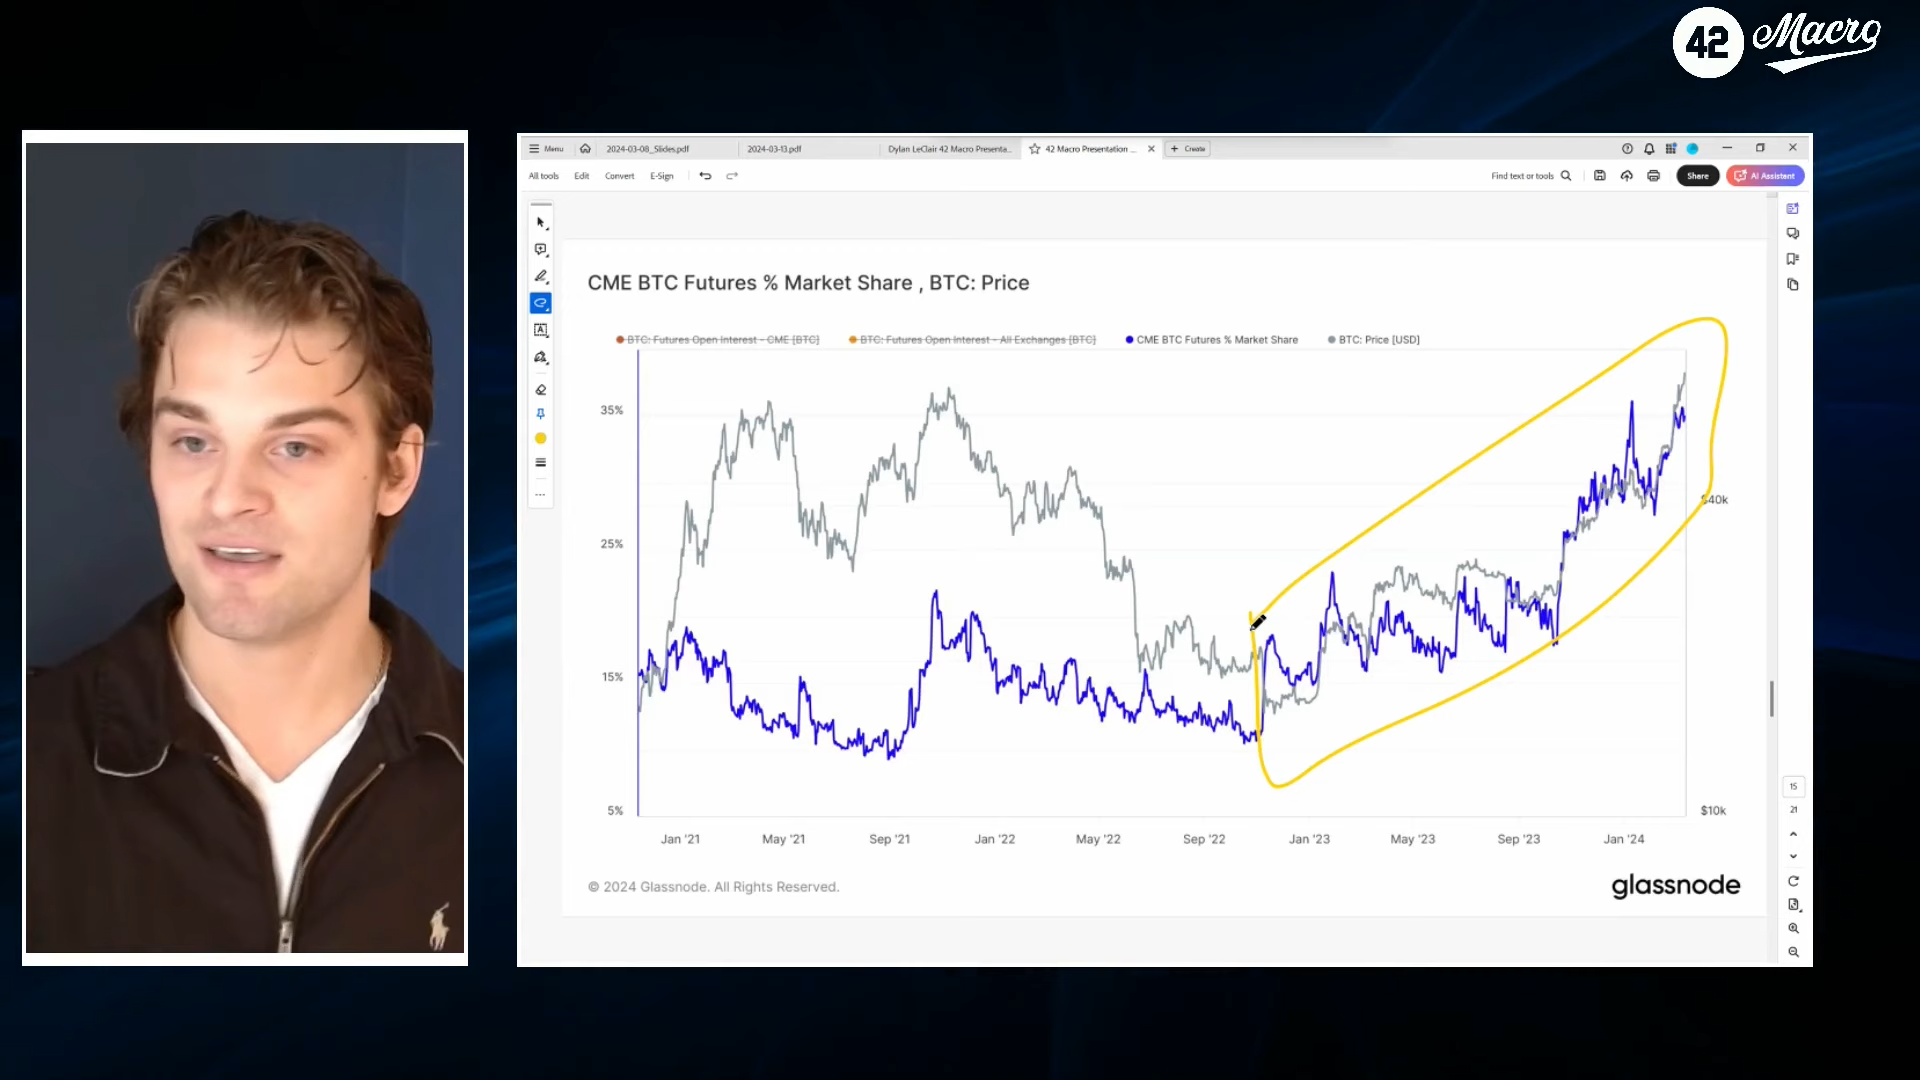 42 Macro
Menu 2024-03-08_Slides.pdf 2024-03-13.pdf Dylan LeClair 42 Macro Presenta... 42 Macro Presentation ... Create
All tools Edit Convert E-Sign Find text or tools Share AI Assistant
CME BTC Futures % Market Share , BTC: Price
BTC: Futures Open Interest - CME [BTC] BTC: Futures Open Interest - All Exchanges [BTC] CME BTC Futures % Market Share BTC: Price [USD]
35%
$40k
25%
15%
5% $10k
15
21
Jan '21 May '21 Sep '21 Jan '22 May '22 Sep '22 Jan '23 May '23 Sep '23 Jan '24
© 2024 Glassnode. All Rights Reserved. glassnode